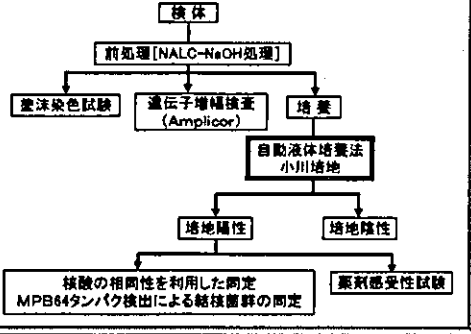 検体
前処理[NALC-NaOH処理]
塗沫染色試験
遺伝子増幅検査
(Amplicor)
培養
自動液体培養法
小川培地
培地陽性
培地陰性
核酸の相同性を利用した同定
MPB64タンパク検出による結核菌群の同定
薬剤感受性試験